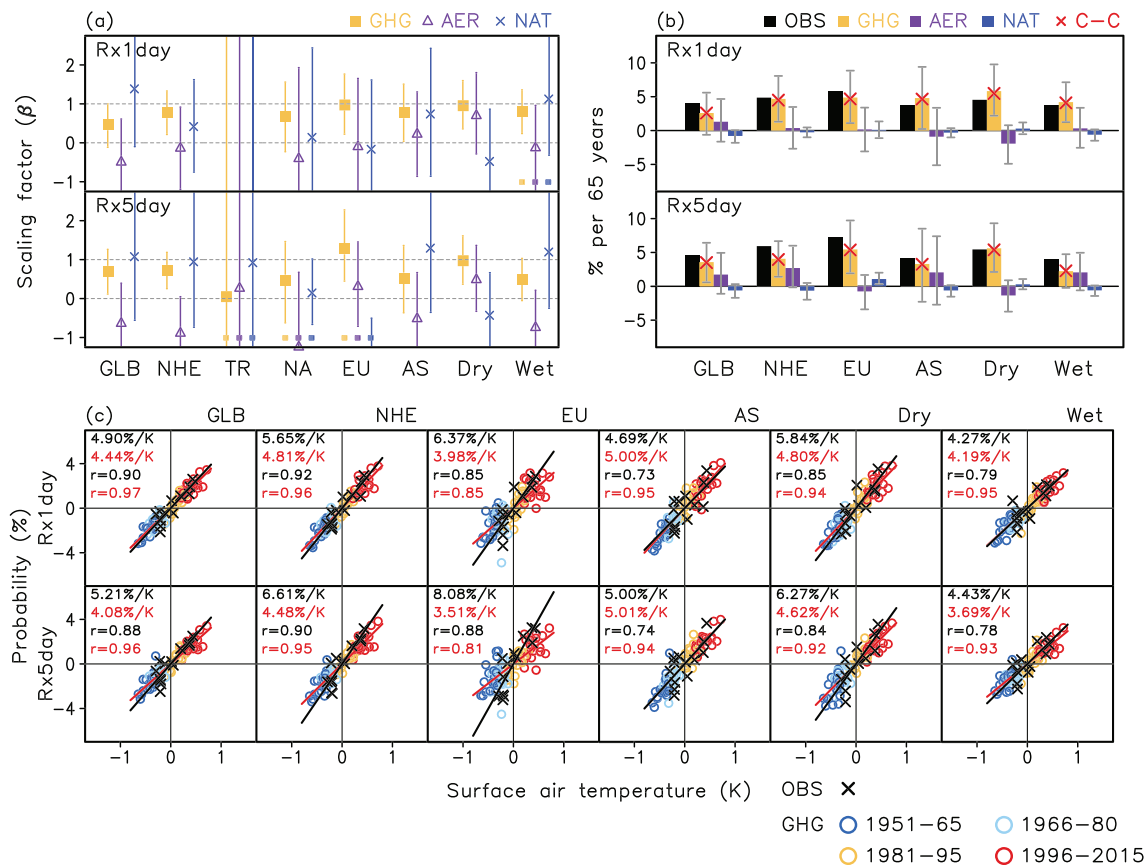 (a) GHG AER NAT
Rx1day
2
1
0
−1
Rx5day
2
1
0
−1
Scaling factor (β)
GLB NHE TR NA EU AS Dry Wet
(b) OBS GHG AER NAT C−C
Rx1day
10
5
0
−5
Rx5day
10
5
0
−5
% per 65 years
GLB NHE EU AS Dry Wet
(c) GLB NHE EU AS Dry Wet
4.90%/K 5.65%/K 6.37%/K 4.69%/K 5.84%/K 4.27%/K
4.44%/K 4.81%/K 3.98%/K 5.00%/K 4.80%/K 4.19%/K
r=0.90 r=0.92 r=0.85 r=0.73 r=0.85 r=0.79
r=0.97 r=0.96 r=0.85 r=0.95 r=0.94 r=0.95
4
0
−4
Rx1day
5.21%/K 6.61%/K 8.08%/K 5.00%/K 6.27%/K 4.43%/K
4.08%/K 4.48%/K 3.51%/K 5.01%/K 4.62%/K 3.69%/K
r=0.88 r=0.90 r=0.88 r=0.74 r=0.84 r=0.78
r=0.96 r=0.95 r=0.81 r=0.94 r=0.92 r=0.93
4
0
−4
Rx5day
Probability (%)
−1 0 1 −1 0 1 −1 0 1 −1 0 1 −1 0 1 −1 0 1
Surface air temperature (K) OBS
GHG 1951−65 1966−80
1981−95 1996−2015